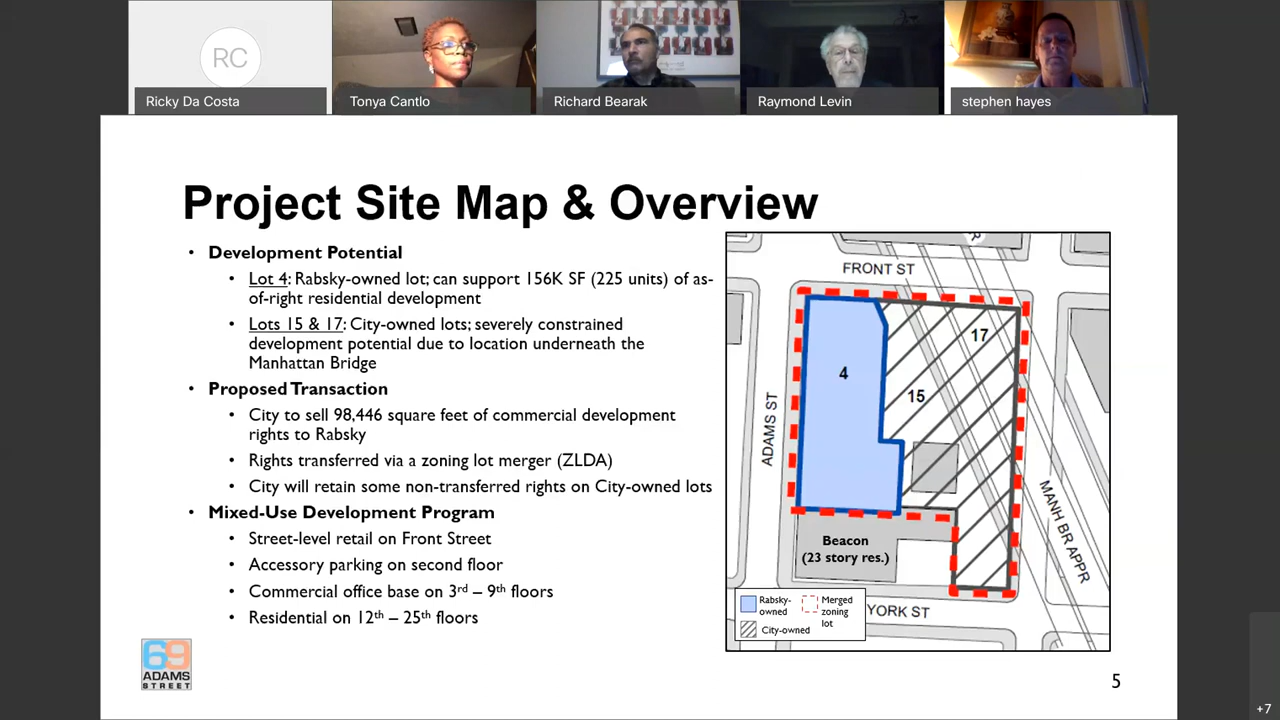 RC
Ricky Da Costa
Tonya Cantlo
Richard Bearak
Raymond Levin
stephen hayes
Project Site Map & Overview
• Development Potential
• Lot 4: Rabsky-owned lot; can support 156K SF (225 units) of as-
of-right residential development
• Lots 15 & 17: City-owned lots; severely constrained
development potential due to location underneath the
Manhattan Bridge
• Proposed Transaction
• City to sell 98,446 square feet of commercial development
rights to Rabsky
• Rights transferred via a zoning lot merger (ZLDA)
• City will retain some non-transferred rights on City-owned lots
• Mixed-Use Development Program
• Street-level retail on Front Street
• Accessory parking on second floor
• Commercial office base on 3rd – 9th floors
• Residential on 12th – 25th floors
R
FRONT ST
17
4
15
ADAMS ST
MANH BR APPR
Beacon
(23 story res.)
YORK ST
Rabsky-
owned
Merged
zoning
lot
City-owned
69
ADAMS
STREET
5
+7